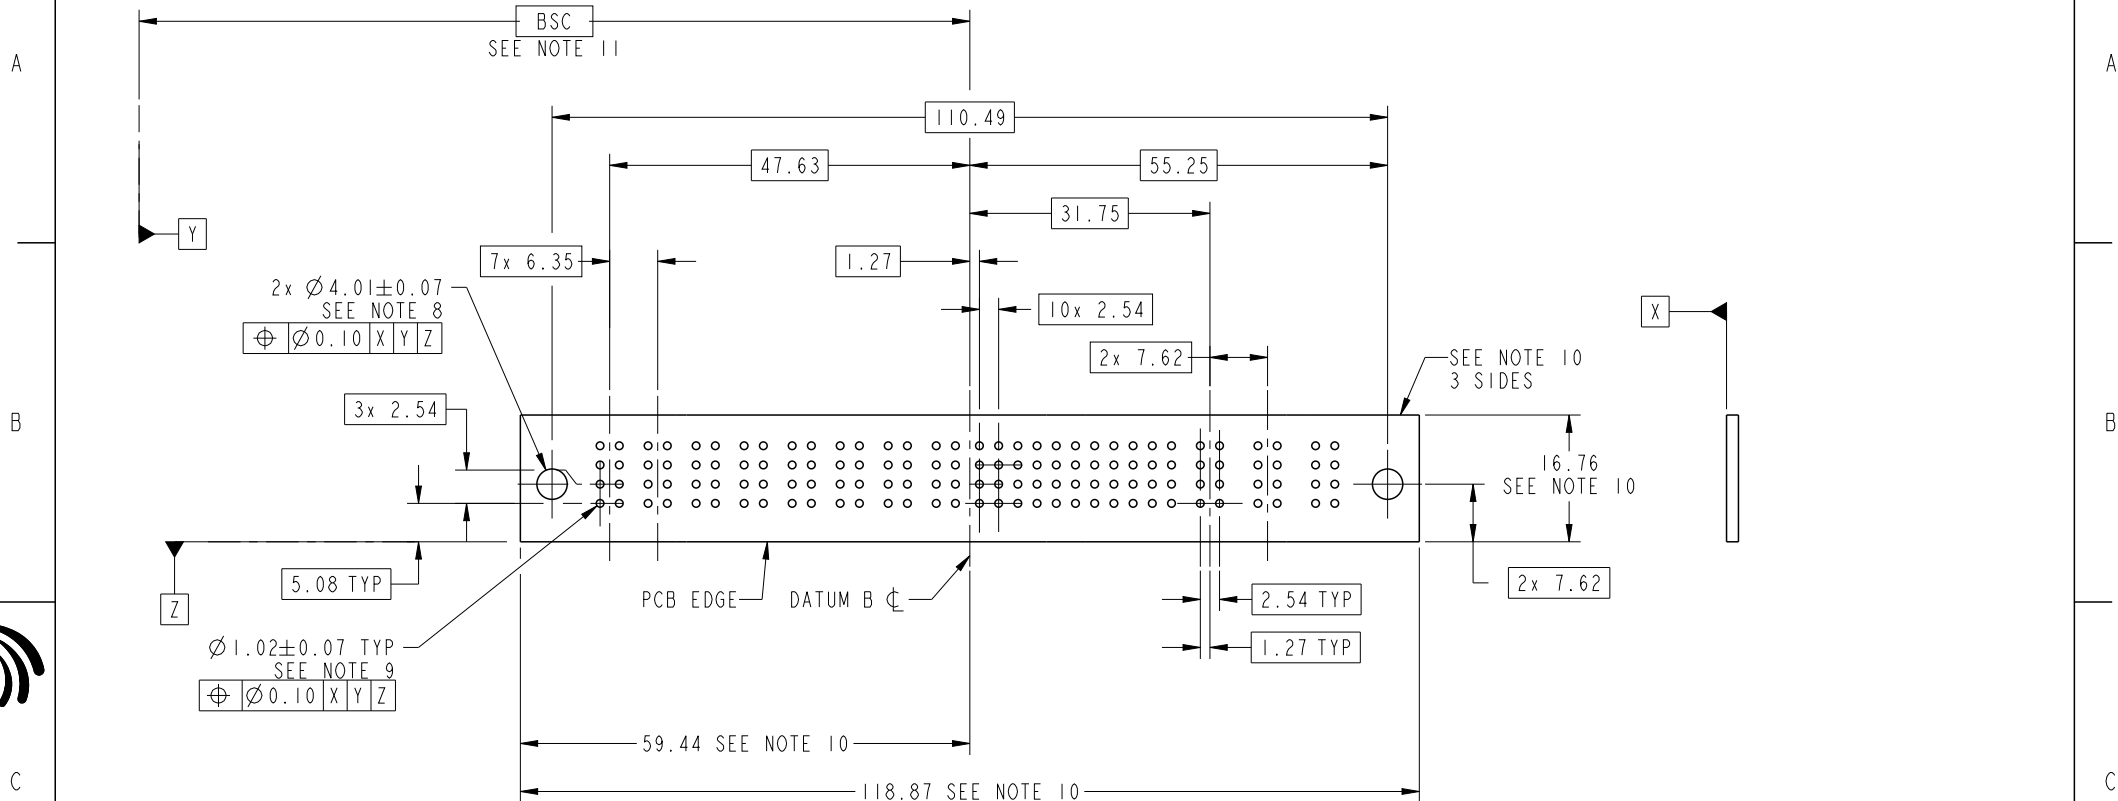 BSC
SEE NOTE 11
A
A
110.49
47.63
55.25
31.75
Y
7x 6.35
1.27
2x Ø4.01±0.07
SEE NOTE 8
⌖ Ø0.10 X Y Z
10x 2.54
X
2x 7.62
SEE NOTE 10
3 SIDES
3x 2.54
B
B
16.76
SEE NOTE 10
5.08 TYP
Z
PCB EDGE
DATUM B ℄
2.54 TYP
2x 7.62
Ø1.02±0.07 TYP
SEE NOTE 9
⌖ Ø0.10 X Y Z
1.27 TYP
59.44 SEE NOTE 10
C
C
118.87 SEE NOTE 10